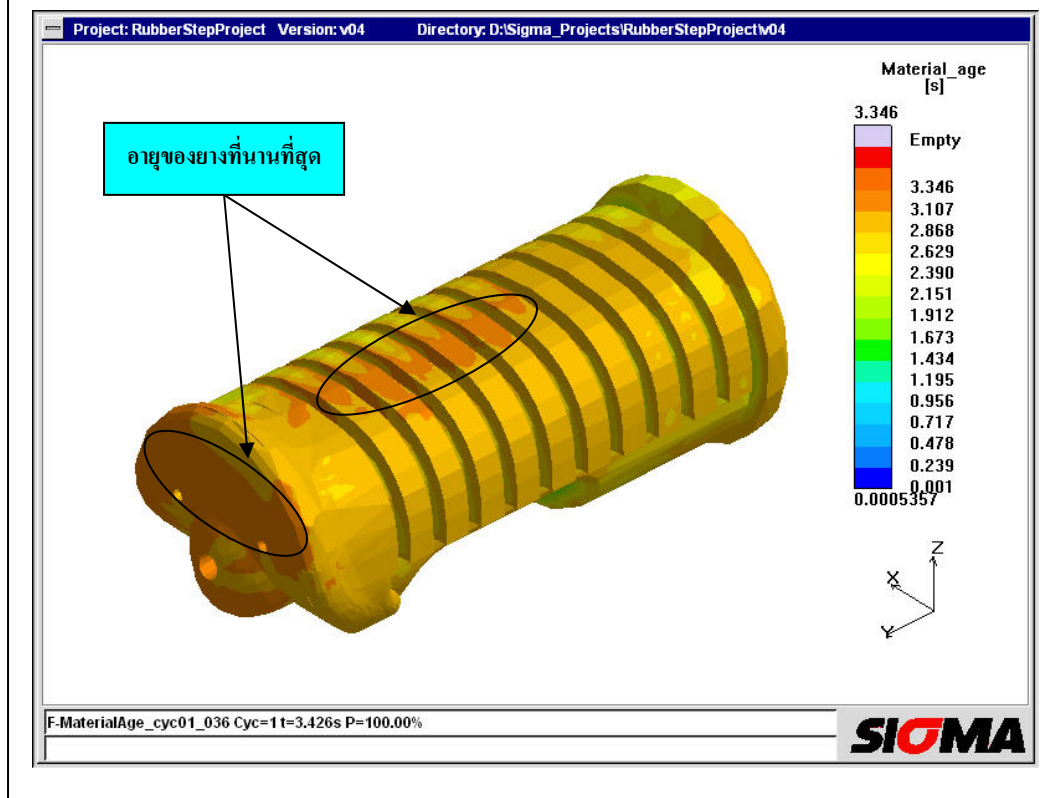 Project: RubberStepProject Version: v04 Directory: D:\Sigma_Projects\RubberStepProject\v04
Material_age
[s]
3.346
Empty
อายุของยางที่นานที่สุด
3.346
3.107
2.868
2.629
2.390
2.151
1.912
1.673
1.434
1.195
0.956
0.717
0.478
0.239
0.001
0.0005357
Z
X
Y
F-MaterialAge_cyc01_036 Cyc=1 t=3.426s P=100.00%
SIGMA